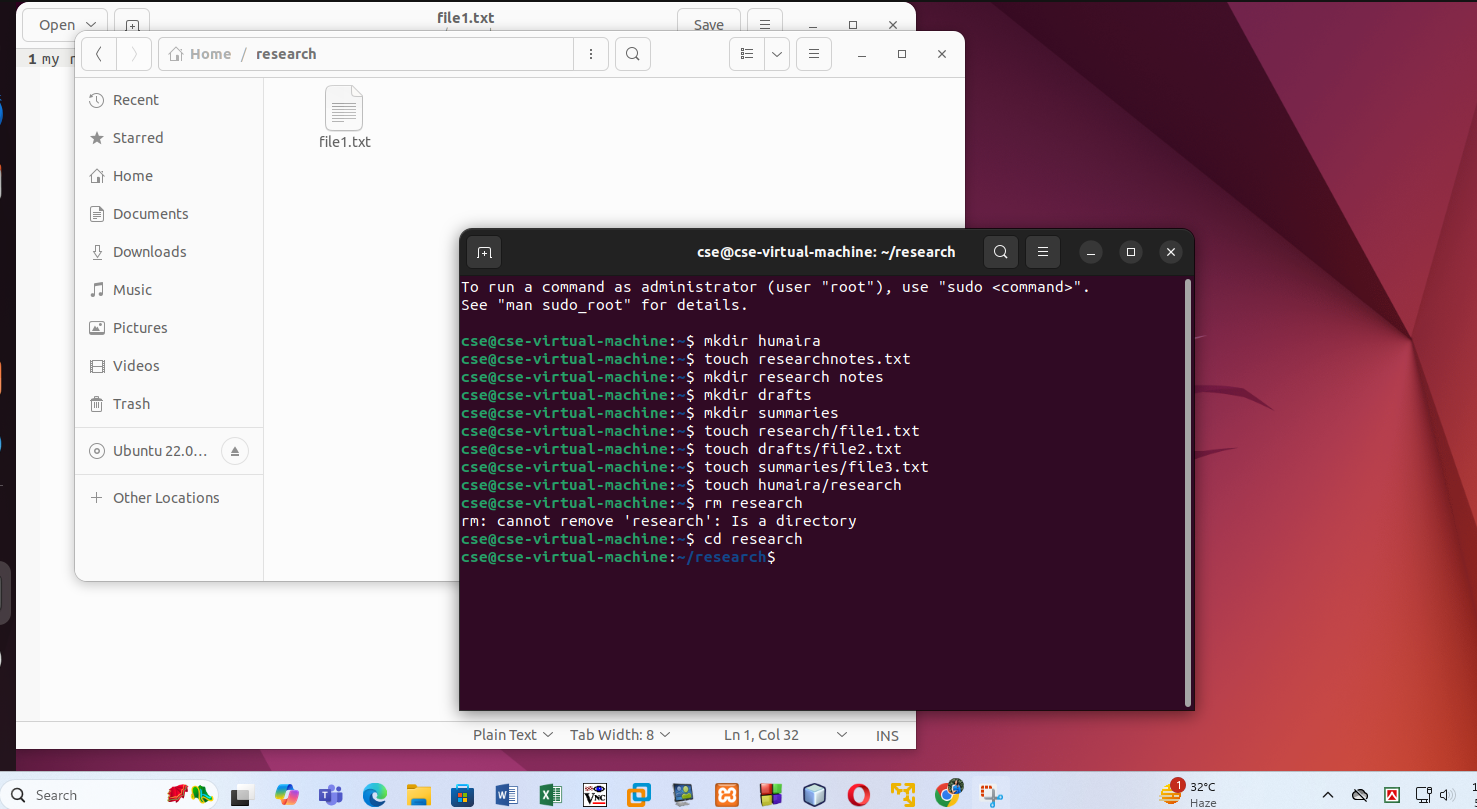 Open
file1.txt
Save
1 my
Home / research
Recent
Starred
Home
Documents
Downloads
Music
Pictures
Videos
Trash
Ubuntu 22.0...
Other Locations
file1.txt
cse@cse-virtual-machine: ~/research
To run a command as administrator (user "root"), use "sudo <command>".
See "man sudo_root" for details.
cse@cse-virtual-machine:~$ mkdir humaira
cse@cse-virtual-machine:~$ touch researchnotes.txt
cse@cse-virtual-machine:~$ mkdir research notes
cse@cse-virtual-machine:~$ mkdir drafts
cse@cse-virtual-machine:~$ mkdir summaries
cse@cse-virtual-machine:~$ touch research/file1.txt
cse@cse-virtual-machine:~$ touch drafts/file2.txt
cse@cse-virtual-machine:~$ touch summaries/file3.txt
cse@cse-virtual-machine:~$ touch humaira/research
cse@cse-virtual-machine:~$ rm research
rm: cannot remove 'research': Is a directory
cse@cse-virtual-machine:~$ cd research
cse@cse-virtual-machine:~/research$
Plain Text
Tab Width: 8
Ln 1, Col 32
INS
Search
1
32°C
Haze